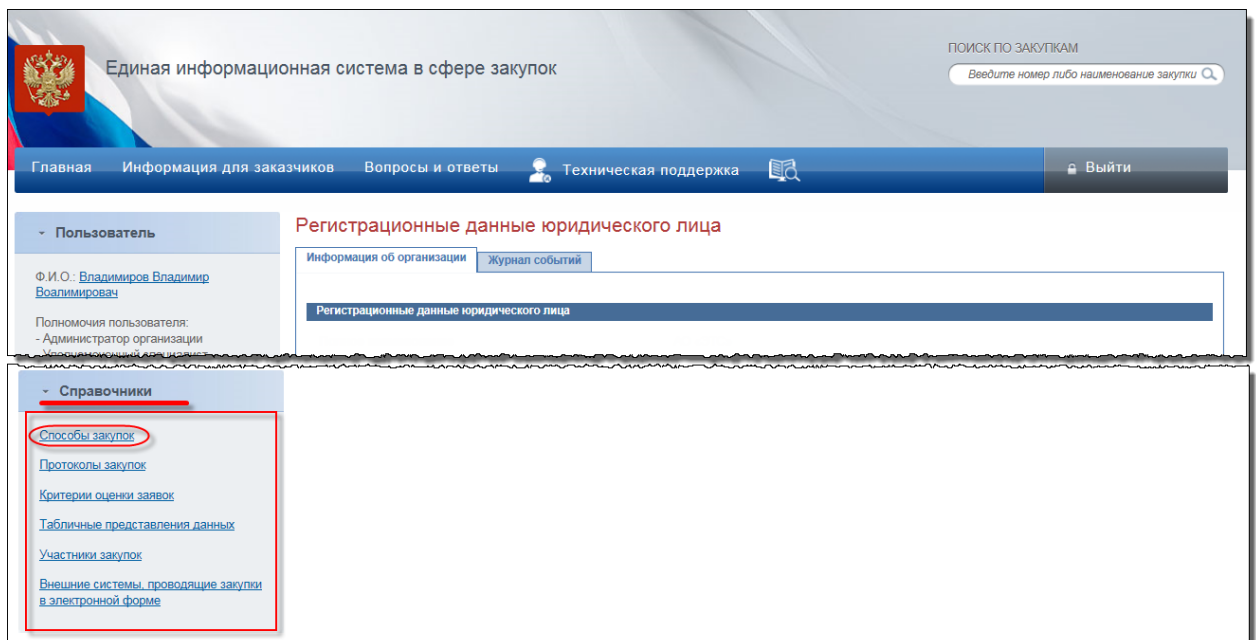 Единая информационная система в сфере закупок
ПОИСК ПО ЗАКУПКАМ
Введите номер либо наименование закупки
Главная Информация для заказчиков Вопросы и ответы Техническая поддержка Выйти
Пользователь
Ф.И.О.: Владимиров Владимир
Воалимирович
Полномочия пользователя:
- Администратор организации
- Уполномоченный специалист
Регистрационные данные юридического лица
Информация об организации Журнал событий
Регистрационные данные юридического лица
Справочники
Способы закупок
Протоколы закупок
Критерии оценки заявок
Табличные представления данных
Участники закупок
Внешние системы, проводящие закупки
в электронной форме